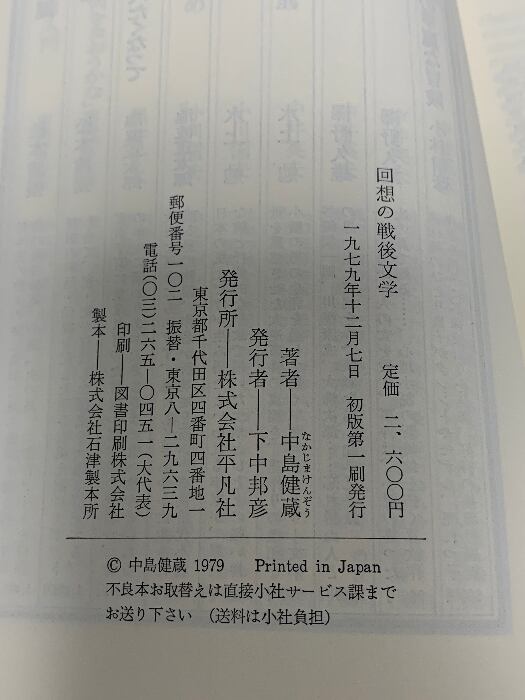 回想の戦後文学　定価 二、六〇〇円
一九七九年十二月七日　初版第一刷発行
著者――中島健蔵
なかじまけんぞう
発行者――下中邦彦
発行所――株式会社平凡社
東京都千代田区四番町四番地一
郵便番号一〇二　振替・東京八―二九六三九
電話(〇三)二六五―〇四五一(大代表)
印刷――図書印刷株式会社
製本――株式会社石津製本所
© 中島健蔵 1979　Printed in Japan
不良本お取替えは直接小社サービス課まで
お送り下さい　(送料は小社負担)